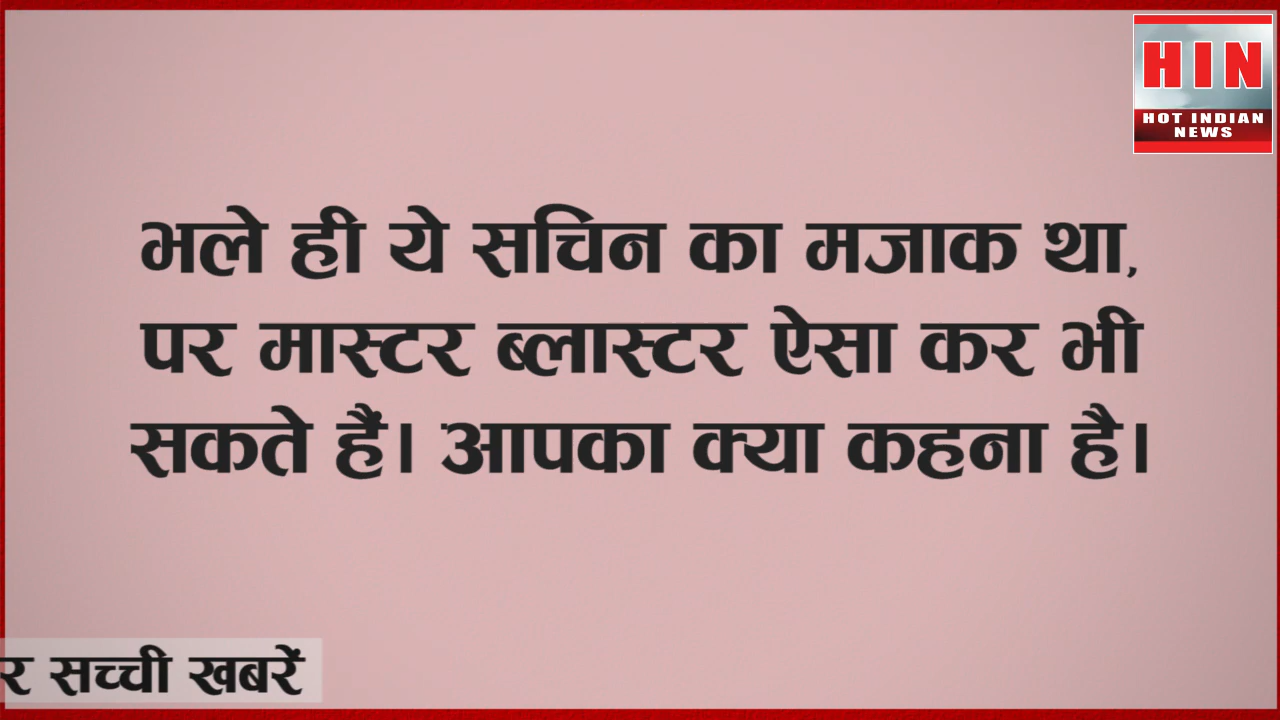 HIN
HOT INDIAN
NEWS
भले ही ये सचिन का मजाक था,
पर मास्टर ब्लास्टर ऐसा कर भी
सकते हैं। आपका क्या कहना है।
र सच्ची खबरें